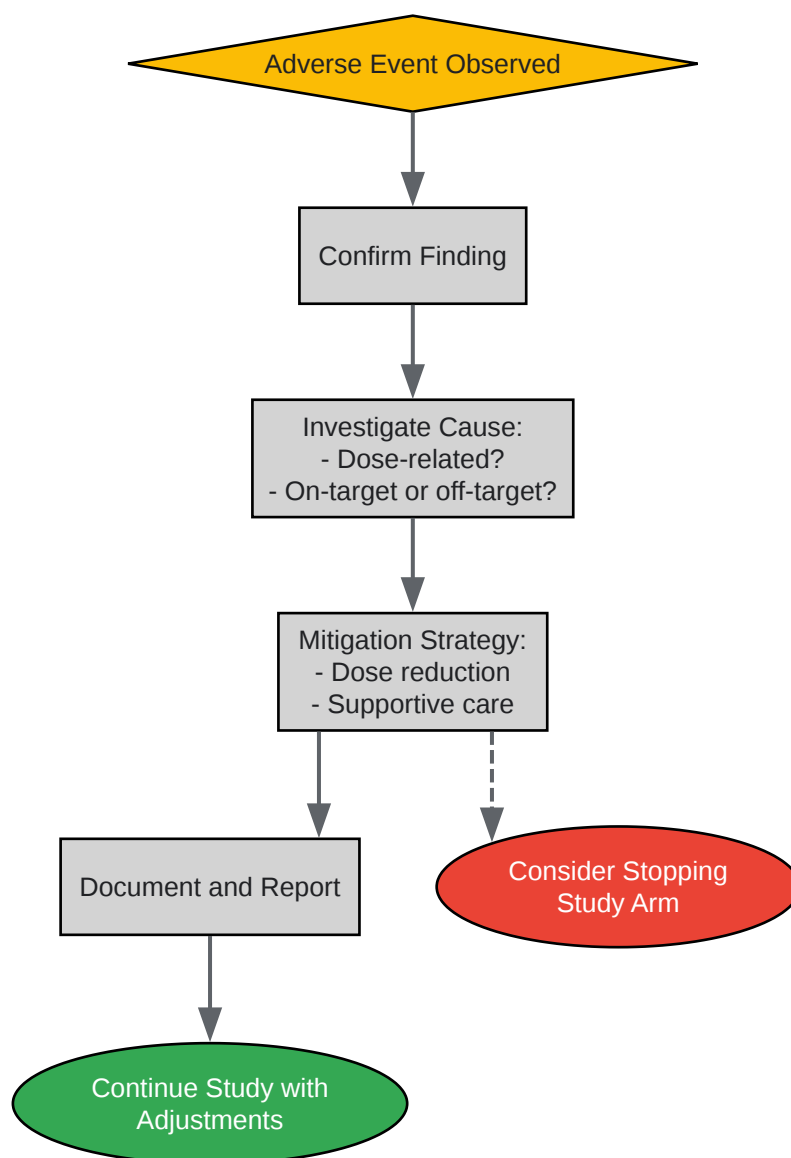 Adverse Event Observed
Confirm Finding
Investigate Cause:
- Dose-related?
- On-target or off-target?
Mitigation Strategy:
- Dose reduction
- Supportive care
Document and Report
Consider Stopping
Study Arm
Continue Study with
Adjustments